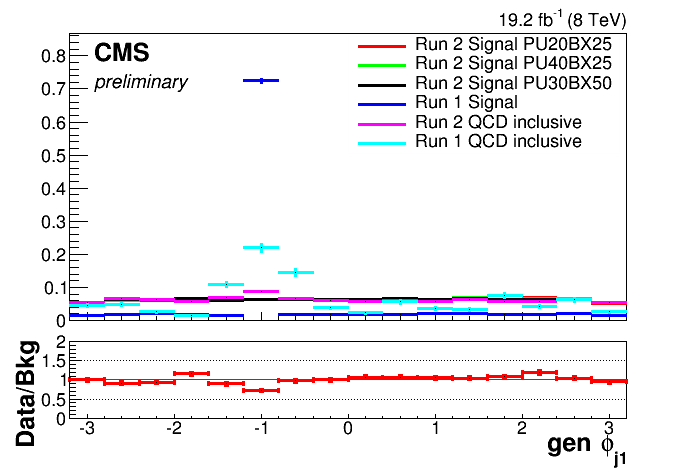 19.2 fb-1 (8 TeV)
CMS
preliminary
Run 2 Signal PU20BX25
Run 2 Signal PU40BX25
Run 2 Signal PU30BX50
Run 1 Signal
Run 2 QCD inclusive
Run 1 QCD inclusive
0.8
0.7
0.6
0.5
0.4
0.3
0.2
0.1
0
Data/Bkg
2
1.5
1
0.5
0
-3 -2 -1 0 1 2 3
gen ϕj1